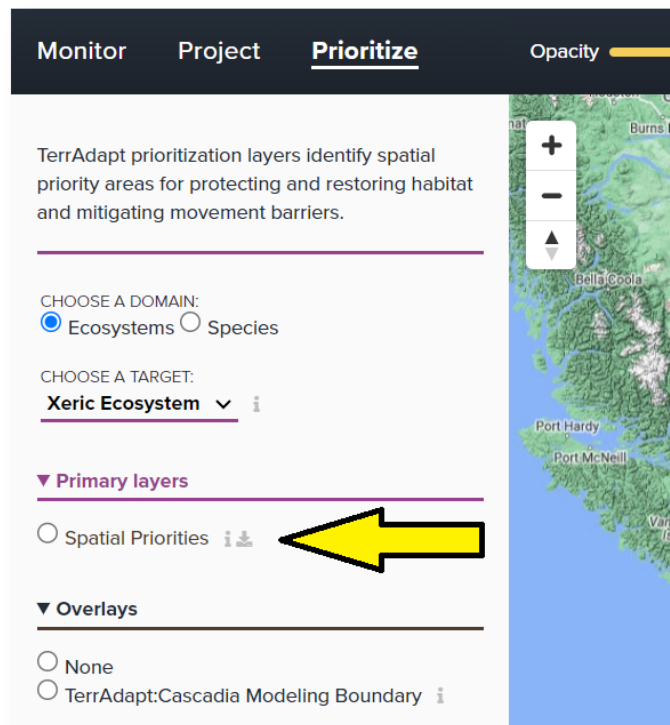 Monitor Project Prioritize Opacity
TerrAdapt prioritization layers identify spatial
priority areas for protecting and restoring habitat
and mitigating movement barriers.
CHOOSE A DOMAIN:
Ecosystems Species
CHOOSE A TARGET:
Xeric Ecosystem
Primary layers
Spatial Priorities
Overlays
None
TerrAdapt:Cascadia Modeling Boundary
Burns
Bella Coola
Port Hardy
Port McNeill